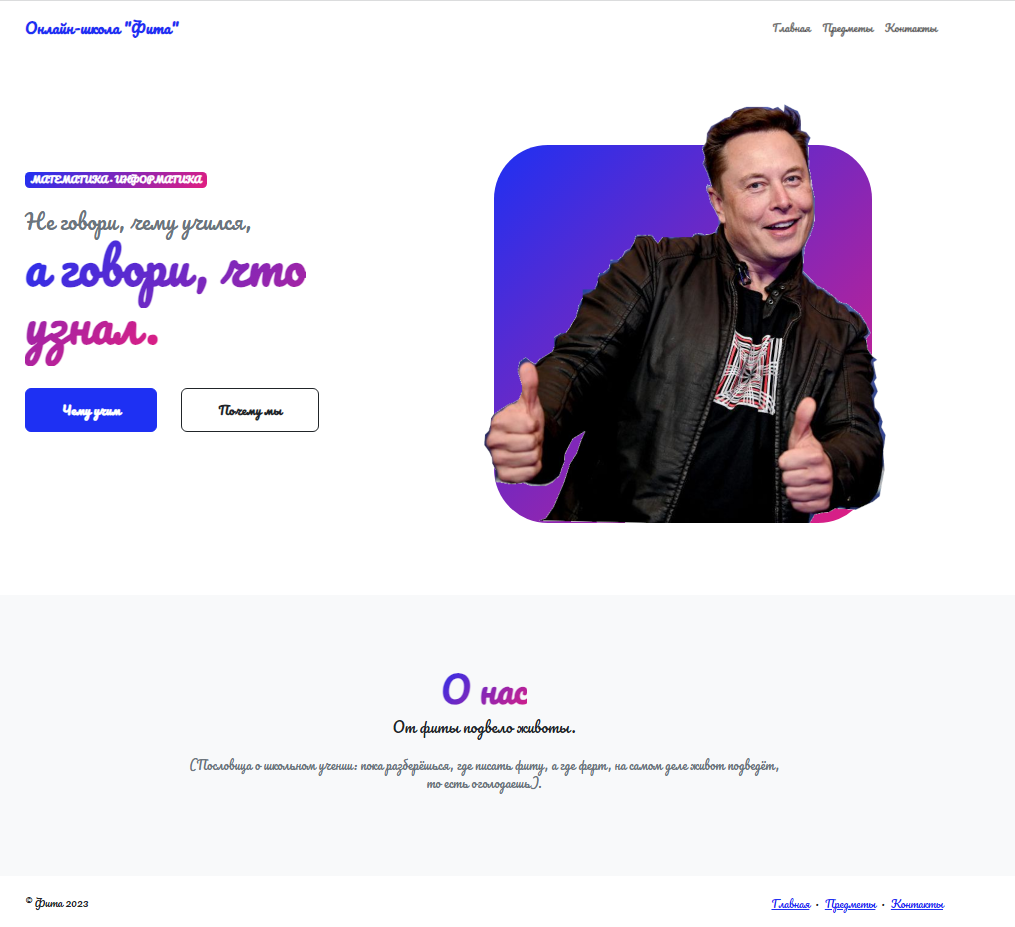 Онлайн-школа "Фита"
Главная Предметы Контакты
МАТЕМАТИКА · ИНФОРМАТИКА
Не говори, чему учился,
а говори, что
узнал.
Чему учим
Почему мы
О нас
От фиты подвело животы.
(Пословица о школьном учении: пока разберёшься, где писать фиту, а где ферт, на самом деле живот подведёт,
то есть оголодаешь).
© Фита 2023
Главная · Предметы · Контакты